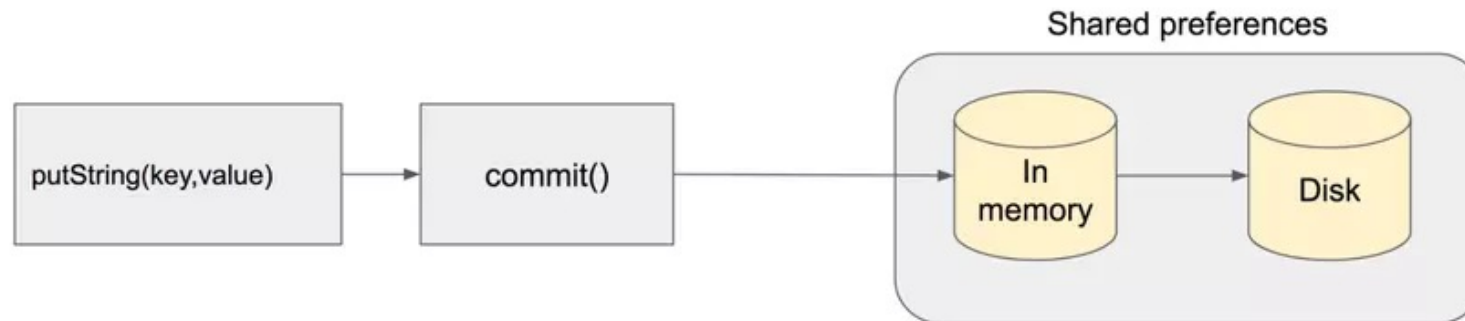 Shared preferences
putString(key,value)
commit()
In
memory
Disk